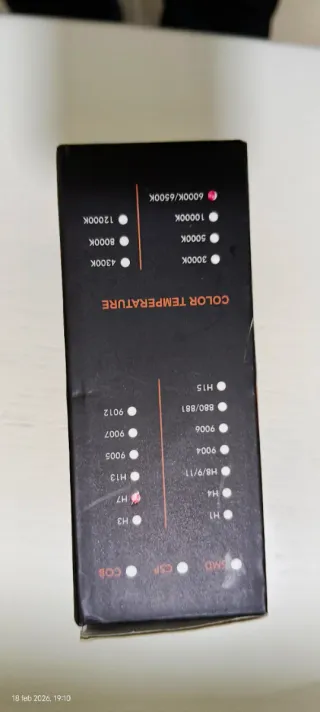 SMD CSP COB
H1 H3
H4 H7
H8/9/11 H13
9004 9005
9006 9007
880/881 9012
H15
COLOR TEMPERATURE
3000K 4300K
5000K 8000K
10000K 12000K
6000K/6500K
18 feb 2026, 19:10